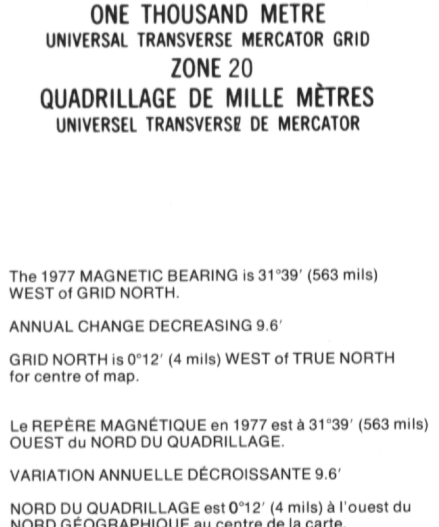 ONE THOUSAND METRE
UNIVERSAL TRANSVERSE MERCATOR GRID
ZONE 20
QUADRILLAGE DE MILLE MÈTRES
UNIVERSEL TRANSVERSE DE MERCATOR
The 1977 MAGNETIC BEARING is 31°39′ (563 mils)
WEST of GRID NORTH.
ANNUAL CHANGE DECREASING 9.6′
GRID NORTH is 0°12′ (4 mils) WEST of TRUE NORTH
for centre of map.
Le REPÈRE MAGNÉTIQUE en 1977 est à 31°39′ (563 mils)
OUEST du NORD DU QUADRILLAGE.
VARIATION ANNUELLE DÉCROISSANTE 9.6′
NORD DU QUADRILLAGE est 0°12′ (4 mils) à l'ouest du
NORD GÉOGRAPHIQUE au centre de la carte.